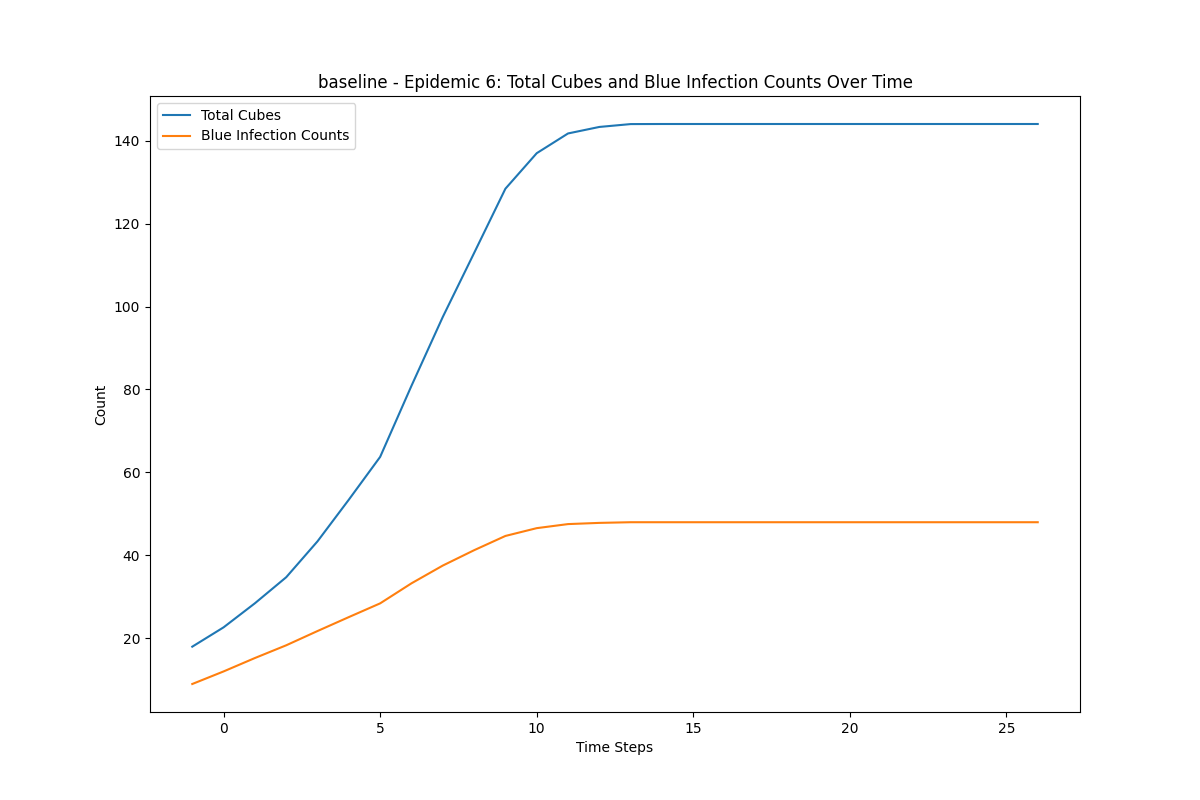 baseline - Epidemic 6: Total Cubes and Blue Infection Counts Over Time
Total Cubes
Blue Infection Counts
140
120
100
80
60
40
20
Count
0 5 10 15 20 25
Time Steps